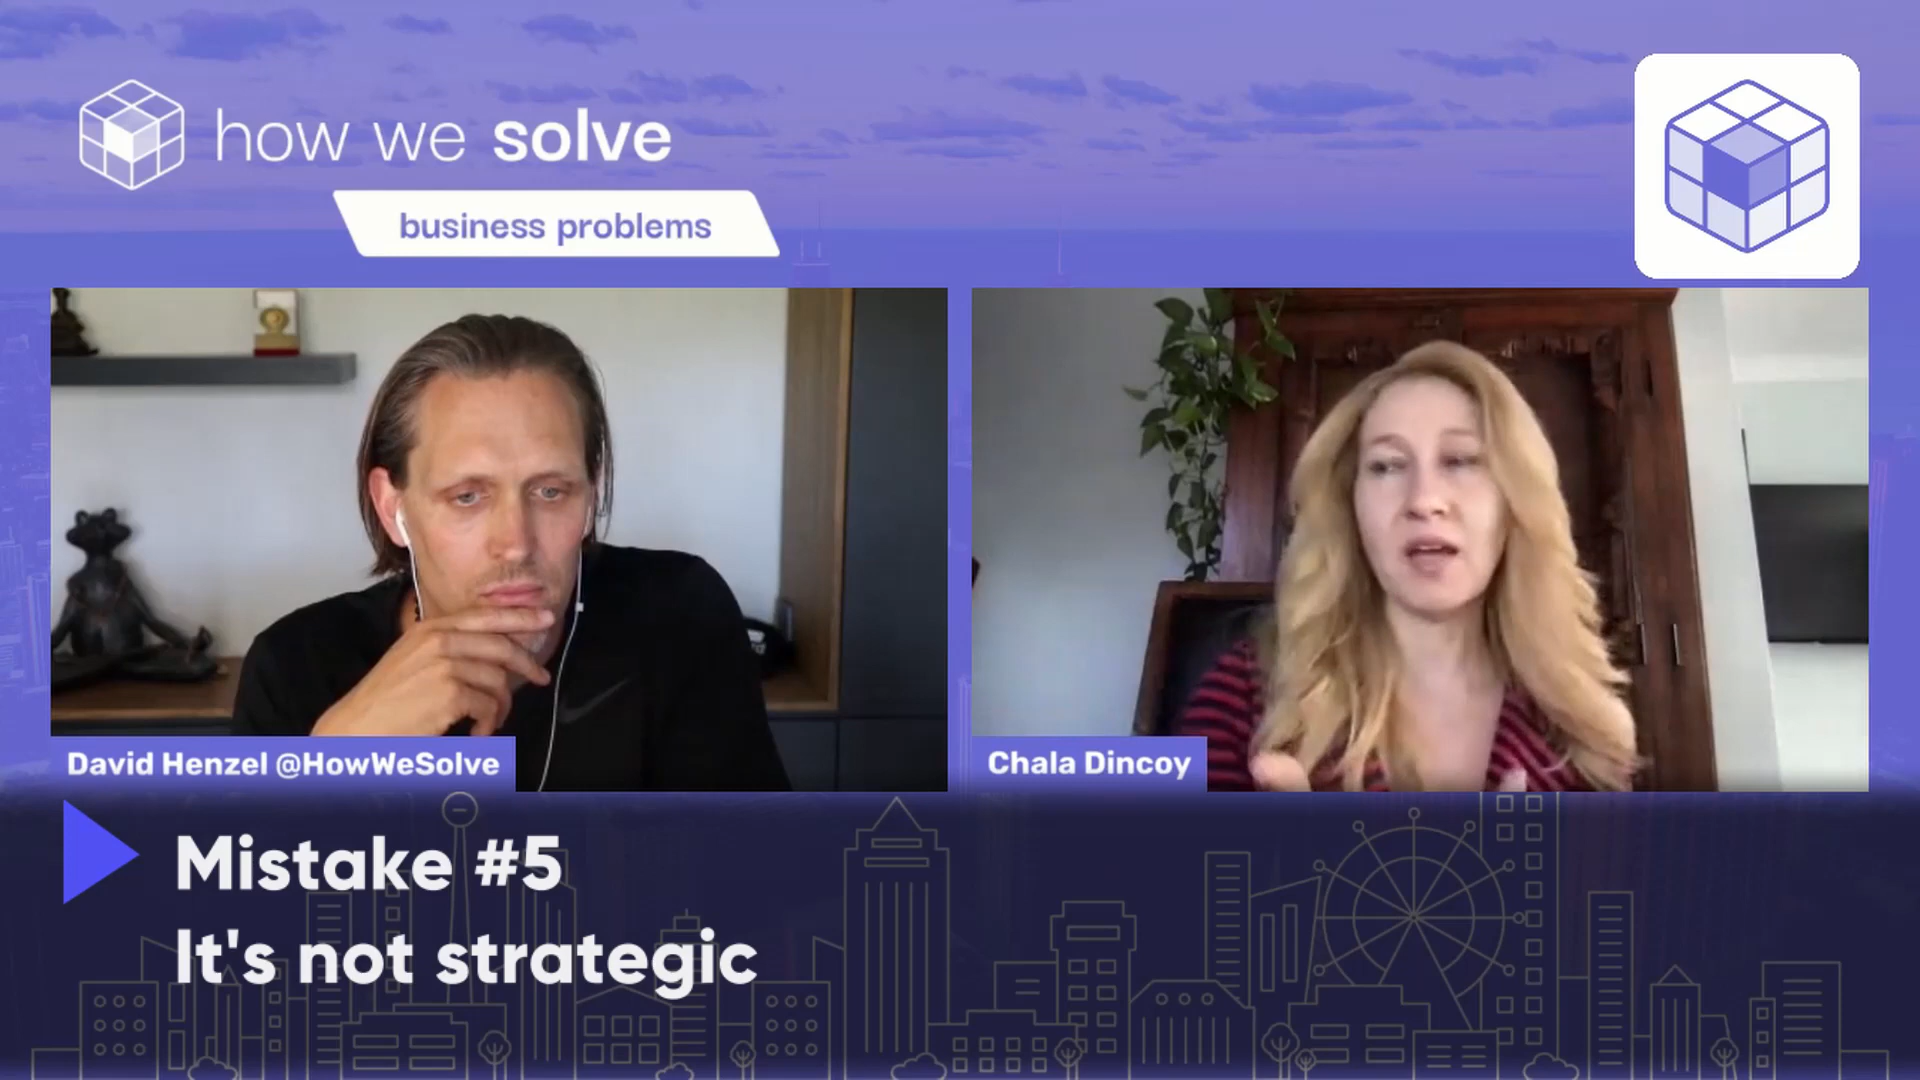 how we solve
business problems
David Henzel @HowWeSolve
Chala Dincoy
Mistake #5
It's not strategic